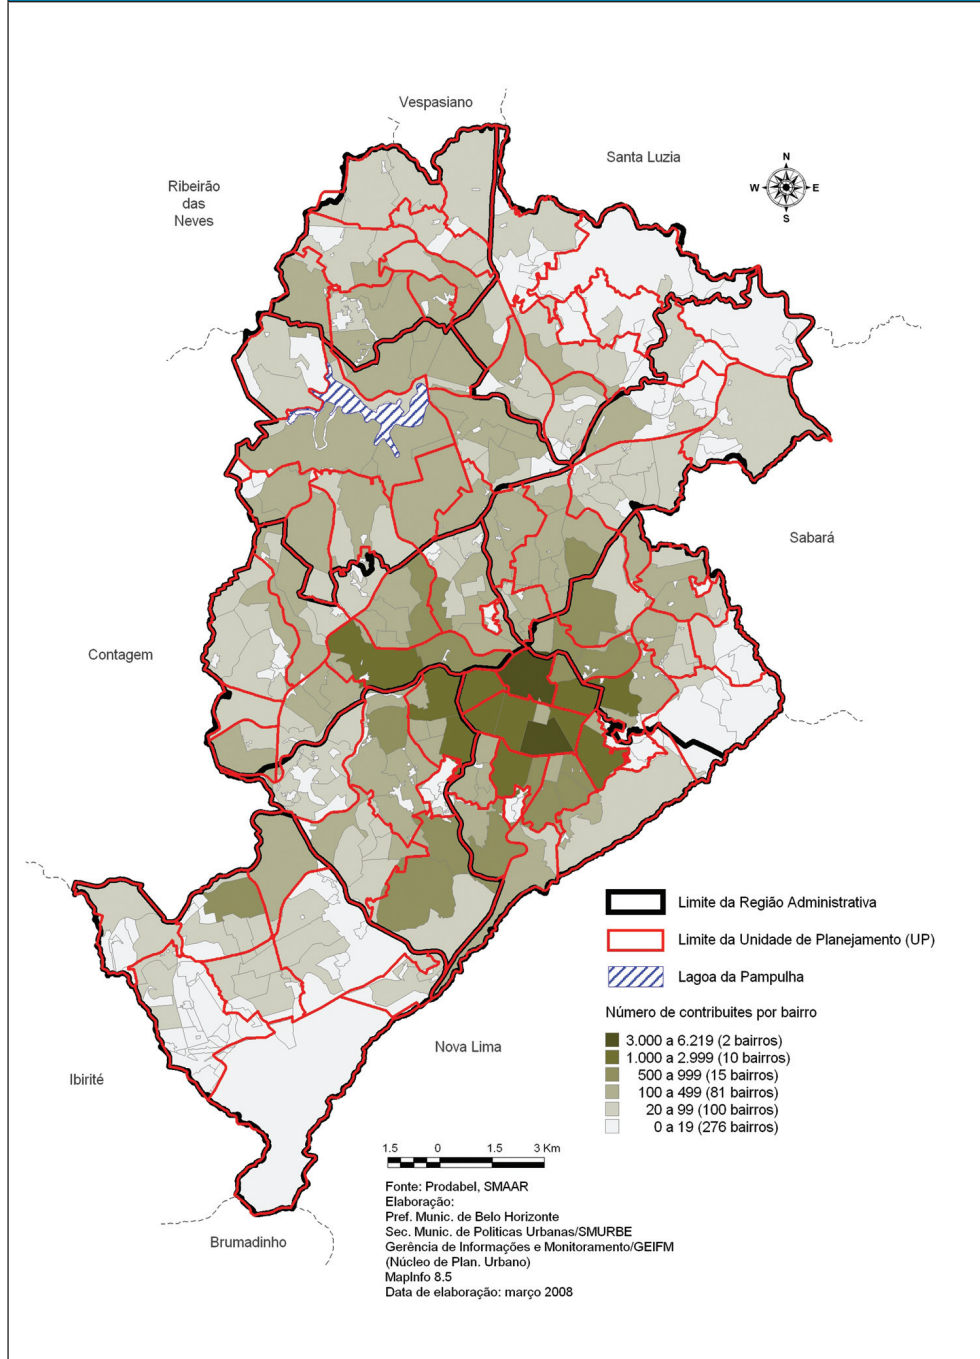 Vespasiano
Santa Luzia
Ribeirão
das
Neves
N
W
E
S
Sabará
Contagem
Limite da Região Administrativa
Limite da Unidade de Planejamento (UP)
Lagoa da Pampulha
Número de contribuites por bairro
3.000 a 6.219 (2 bairros)
1.000 a 2.999 (10 bairros)
500 a 999 (15 bairros)
100 a 499 (81 bairros)
20 a 99 (100 bairros)
0 a 19 (276 bairros)
Nova Lima
Ibirité
1.5 0 1.5 3 Km
Fonte: Prodabel, SMAAR
Elaboração:
Pref. Munic. de Belo Horizonte
Sec. Munic. de Politicas Urbanas/SMURBE
Gerência de Informações e Monitoramento/GEIFM
(Núcleo de Plan. Urbano)
MapInfo 8.5
Data de elaboração: março 2008
Brumadinho